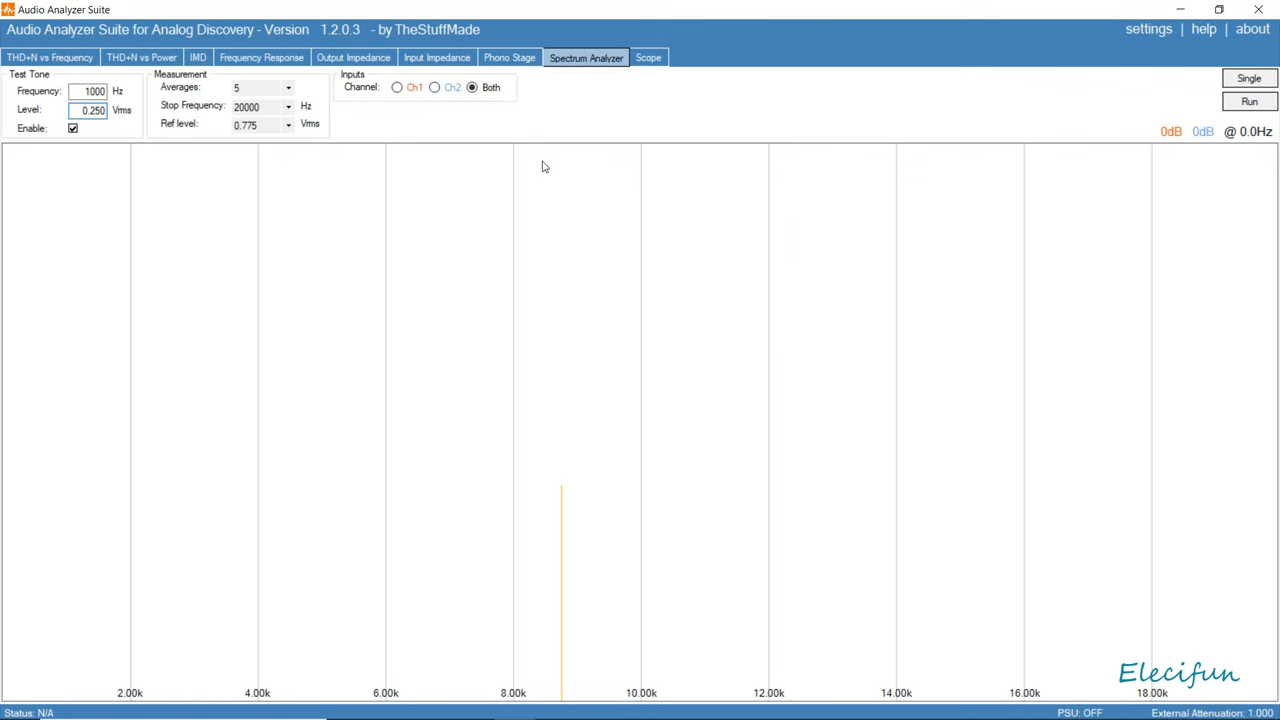 Audio Analyzer Suite
Audio Analyzer Suite for Analog Discovery - Version 1.2.0.3 - by TheStuffMade
settings | help | about
THD+N vs Frequency THD+N vs Power IMD Frequency Response Output Impedance Input Impedance Phono Stage Spectrum Analyzer Scope
Test Tone
Frequency: 1000 Hz
Level: 0.250 Vrms
Enable:
Measurement
Averages: 5
Stop Frequency: 20000 Hz
Ref level: 0.775 Vrms
Inputs
Channel: Ch1 Ch2 Both
Single
Run
0dB 0dB @ 0.0Hz
2.00k 4.00k 6.00k 8.00k 10.00k 12.00k 14.00k 16.00k 18.00k
Elecifun
Status: N/A PSU: OFF External Attenuation: 1.000